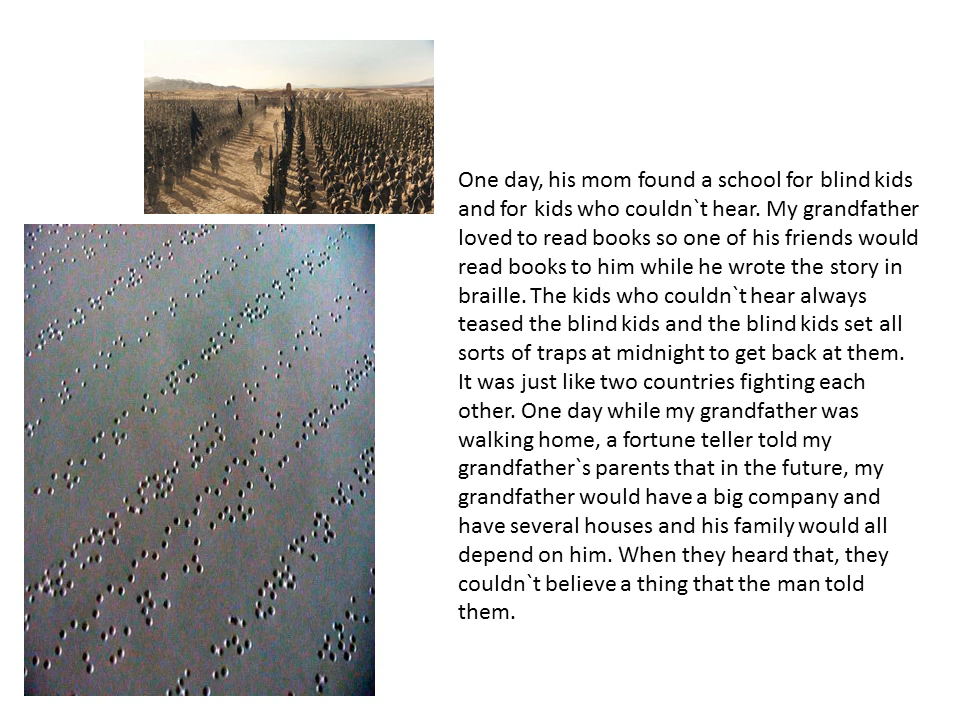 One day, his mom found a school for blind kids
and for kids who couldn`t hear. My grandfather
loved to read books so one of his friends would
read books to him while he wrote the story in
braille. The kids who couldn`t hear always
teased the blind kids and the blind kids set all
sorts of traps at midnight to get back at them.
It was just like two countries fighting each
other. One day while my grandfather was
walking home, a fortune teller told my
grandfather`s parents that in the future, my
grandfather would have a big company and
have several houses and his family would all
depend on him. When they heard that, they
couldn`t believe a thing that the man told
them.